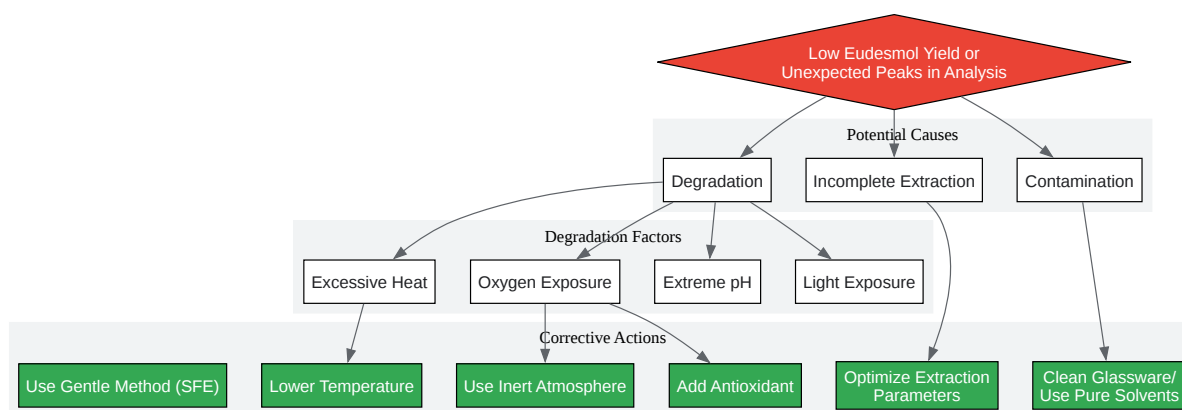 Low Eudesmol Yield or
Unexpected Peaks in Analysis
Potential Causes
Degradation
Incomplete Extraction
Contamination
Degradation Factors
Excessive Heat
Oxygen Exposure
Extreme pH
Light Exposure
Corrective Actions
Use Gentle Method (SFE)
Lower Temperature
Use Inert Atmosphere
Add Antioxidant
Optimize Extraction
Parameters
Clean Glassware/
Use Pure Solvents